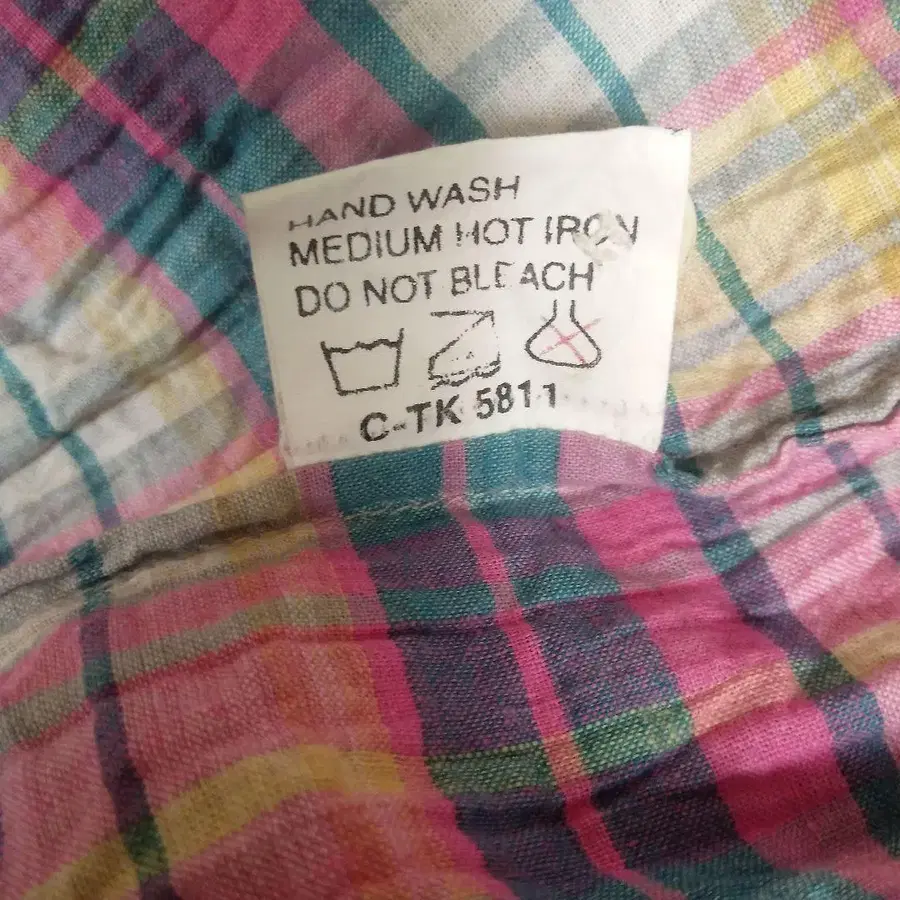 HAND WASH
MEDIUM HOT IRON
DO NOT BLEACH
C-TK 5811